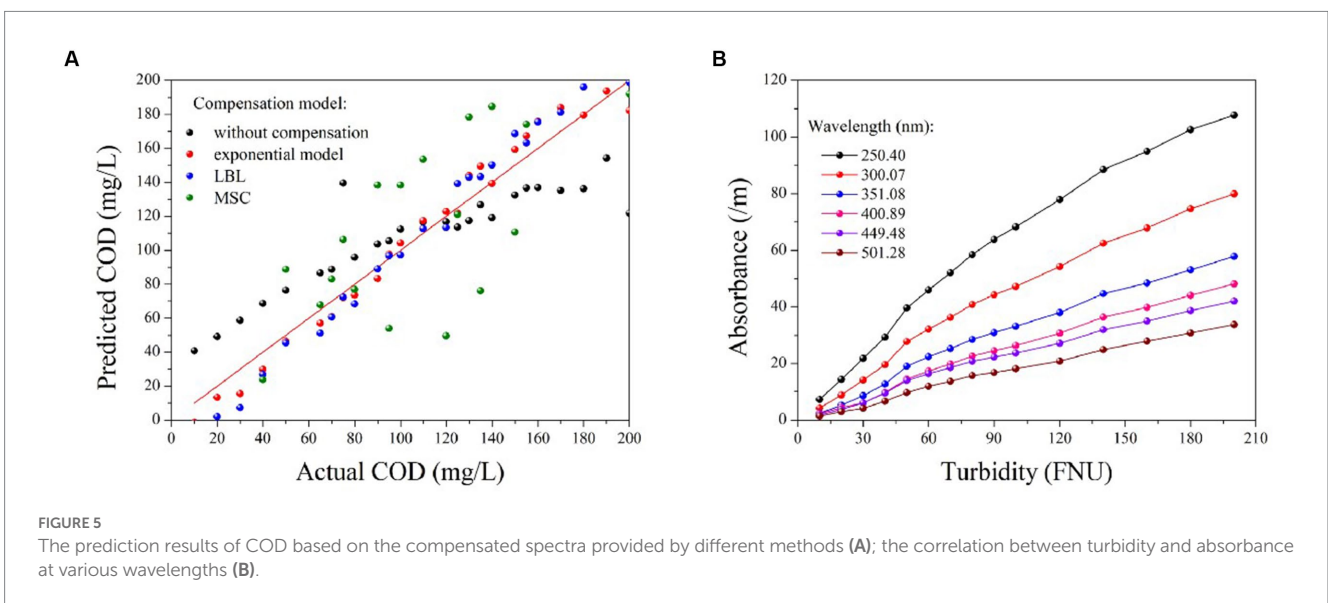 A
Predicted COD (mg/L)
200
180
160
140
120
100
80
60
40
20
0
Compensation model:
without compensation
exponential model
LBL
MSC
0 20 40 60 80 100 120 140 160 180 200
Actual COD (mg/L)
B
Absorbance (/m)
120
100
80
60
40
20
0
Wavelength (nm):
250.40
300.07
351.08
400.89
449.48
501.28
0 30 60 90 120 150 180 210
Turbidity (FNU)
FIGURE 5
The prediction results of COD based on the compensated spectra provided by different methods (A); the correlation between turbidity and absorbance
at various wavelengths (B).